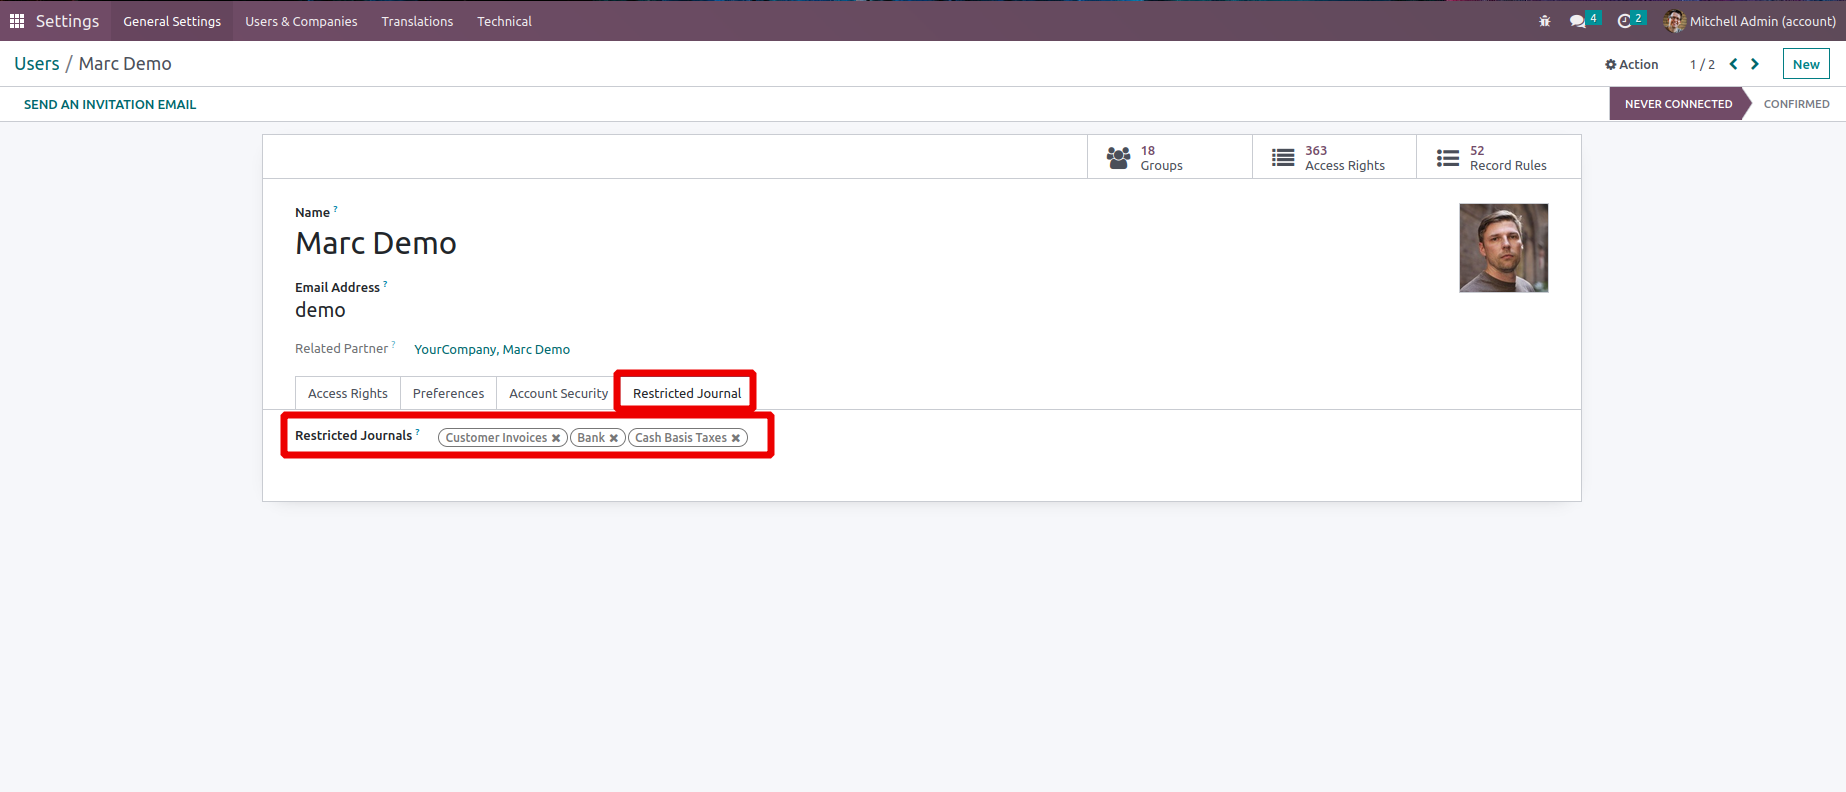 Settings General Settings Users & Companies Translations Technical 4 2 Mitchell Admin (account)
Users / Marc Demo Action 1 / 2 New
SEND AN INVITATION EMAIL NEVER CONNECTED CONFIRMED
18 363 52
Groups Access Rights Record Rules
Name ?
Marc Demo
Email Address ?
demo
Related Partner ? YourCompany, Marc Demo
Access Rights Preferences Account Security Restricted Journal
Restricted Journals ? Customer Invoices Bank Cash Basis Taxes